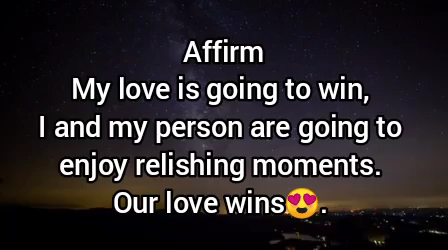 Affirm
My love is going to win,
I and my person are going to
enjoy relishing moments.
Our love wins😍.